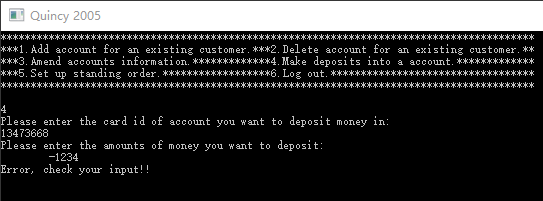 Quincy 2005
******************************************************************************************
***1.Add account for an existing customer.***2.Delete account for an existing customer.**
***3.Amend accounts information.*************4.Make deposits into a account.*************
***5.Set up standing order.******************6.Log out.**********************************
******************************************************************************************
4
Please enter the card id of account you want to deposit money in:
13473668
Please enter the amounts of money you want to deposit:
-1234
Error, check your input!!